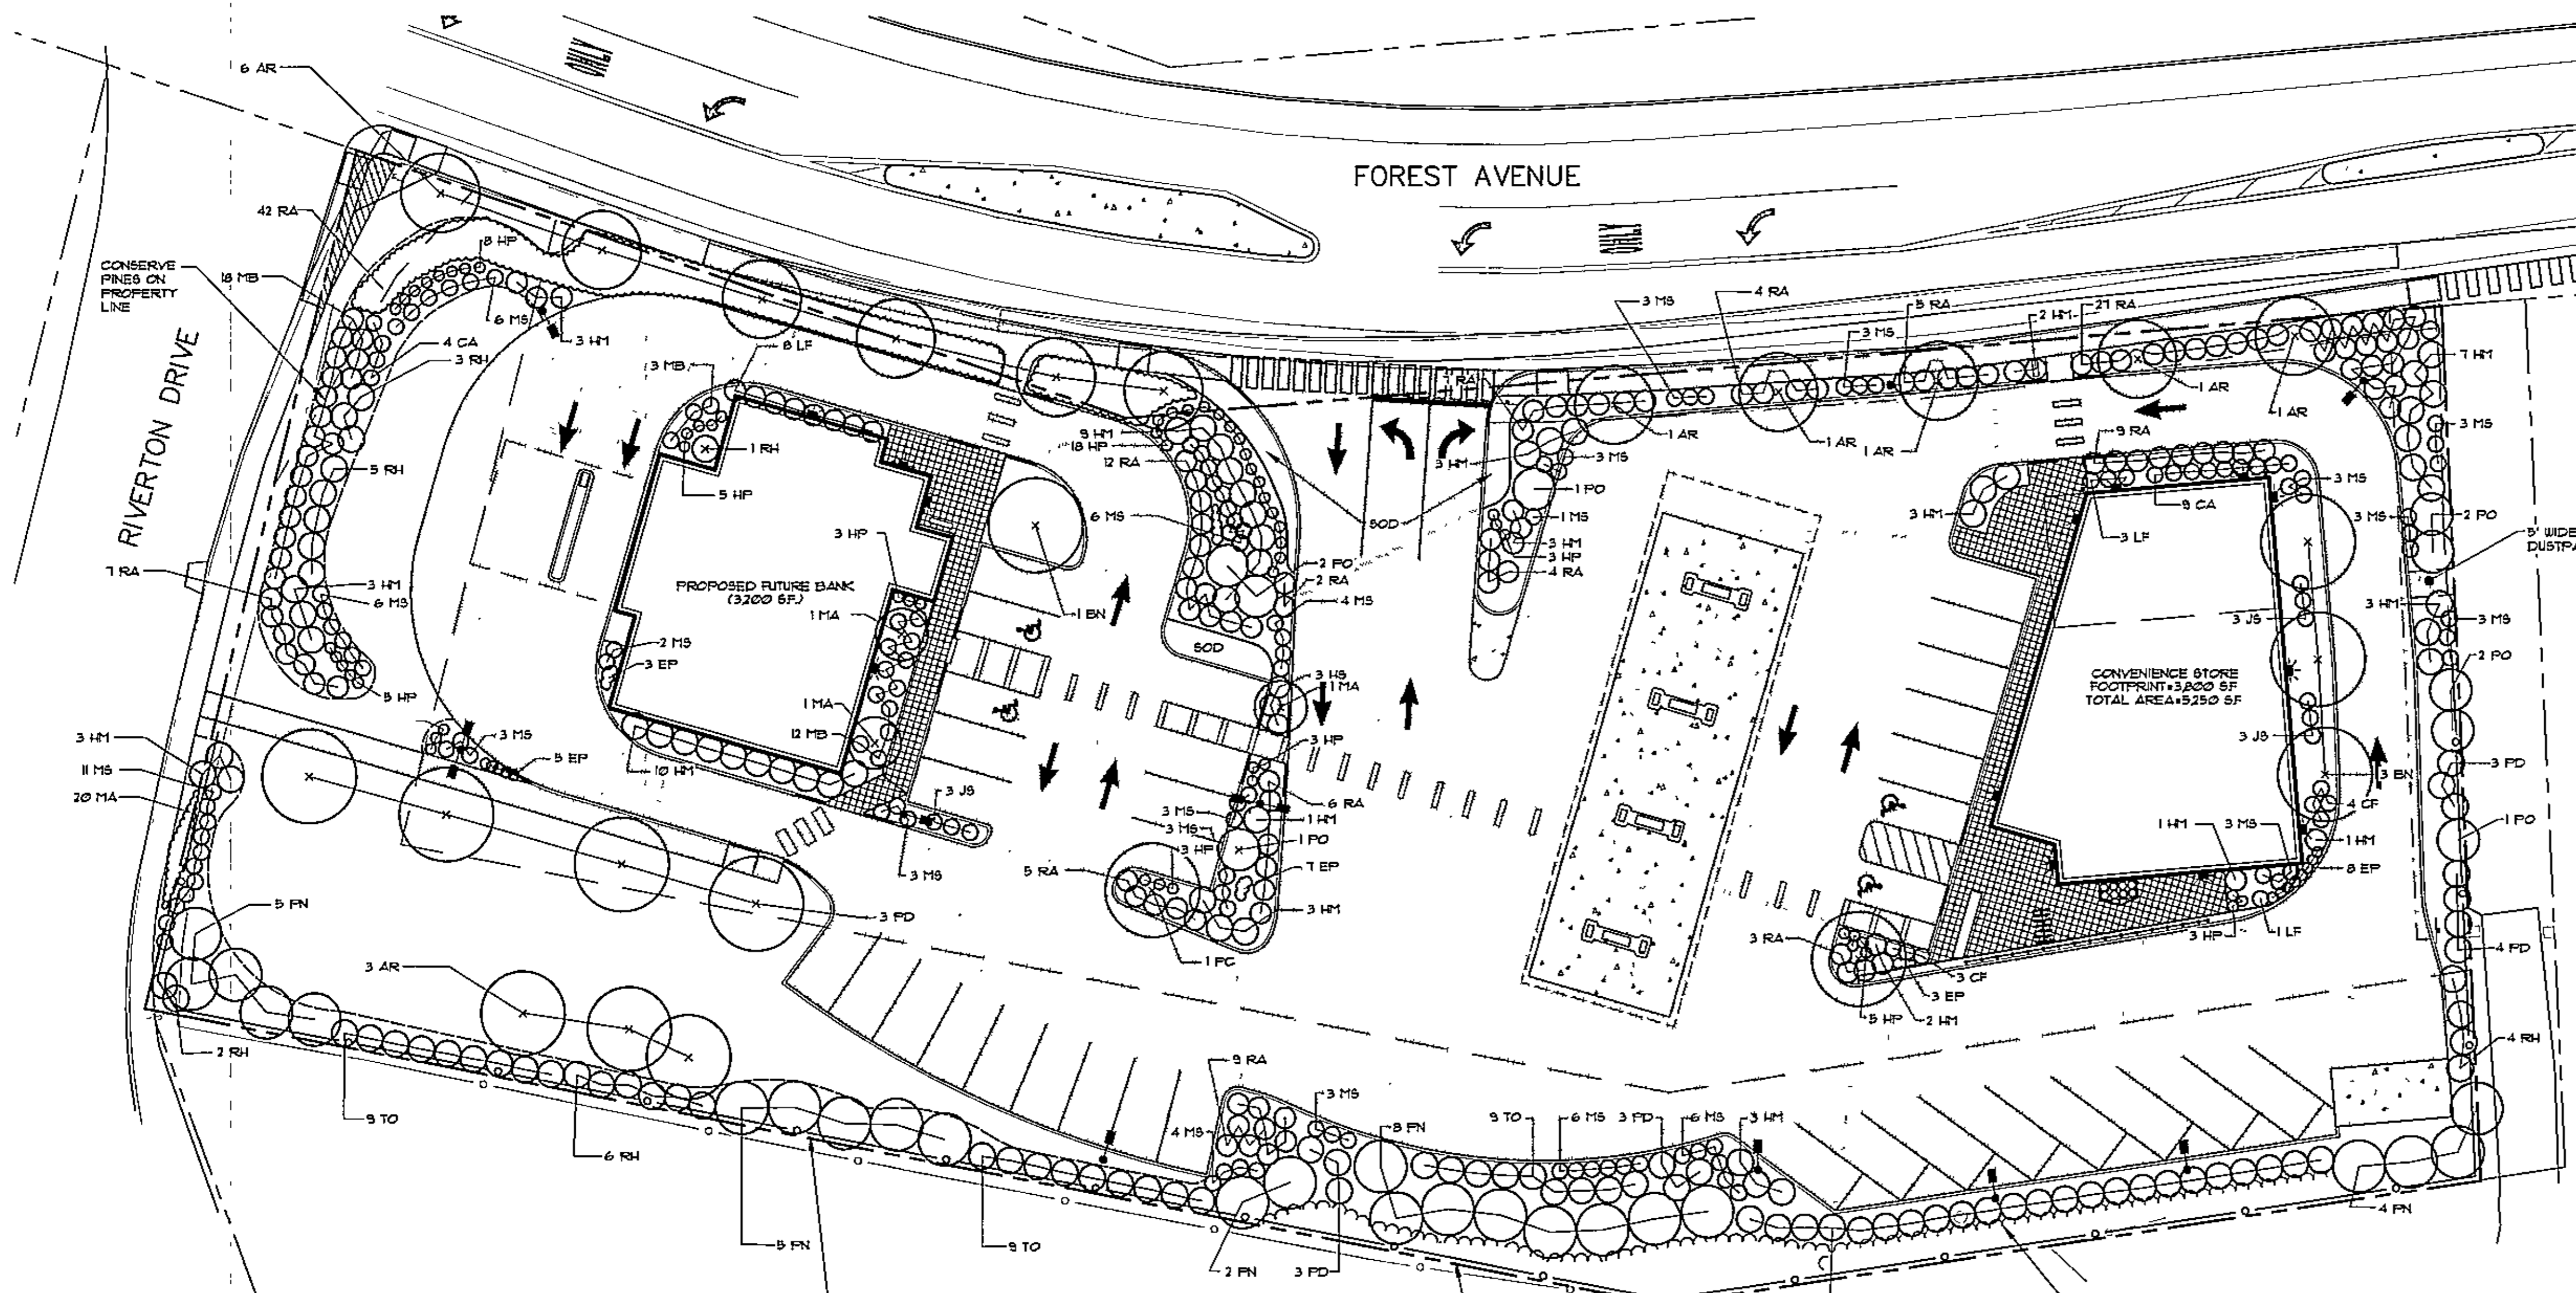 FOREST AVENUE
6 AR
42 RA
CONSERVE
PINES ON
PROPERTY
LINE
18 MB
8 HP
6 MS
3 HM
4 CA
3 RH
RIVERTON DRIVE
5 RH
7 RA
3 HM
6 MS
5 HP
3 MB
8 LF
1 RH
5 HP
3 HP
PROPOSED FUTURE BANK
(3,200 SF.)
1 MA
2 MS
3 EP
1 MA
12 MB
10 HM
1 BN
9 HM
18 HP
12 RA
6 MS
SOD
2 PO
2 RA
4 MS
SOD
3 HS
1 MA
3 HP
6 RA
1 HM
3 MS
3 MS
3 HP
1 PO
7 EP
3 HM
5 RA
1 PC
3 JS
3 MS
3 MS
5 EP
3 HM
11 MS
20 MA
5 PN
3 PD
3 AR
2 RH
9 TO
6 RH
5 PN
9 TO
9 RA
4 MS
3 MS
2 PN
3 PD
8 PN
9 TO
6 MS
3 PD
6 MS
3 HM
4 PN
7 RA
3 MS
4 RA
3 MS
5 RA
2 HM
21 RA
1 AR
1 AR
1 AR
1 AR
1 AR
3 HM
3 MS
1 PO
1 MS
3 HM
3 HP
4 RA
7 HM
3 MS
9 RA
3 MS
9 CA
3 HM
3 LF
3 MS
2 PO
5' WIDE
3 HM
3 MS
3 JS
2 PO
CONVENIENCE STORE
FOOTPRINT=3,800 SF
TOTAL AREA=5250 SF
3 JS
3 BN
3 PD
4 CF
1 PO
1 HM
3 MS
1 HM
8 EP
3 HP
1 LF
3 RA
3 CF
3 EP
5 HP
2 HM
4 PD
4 RH